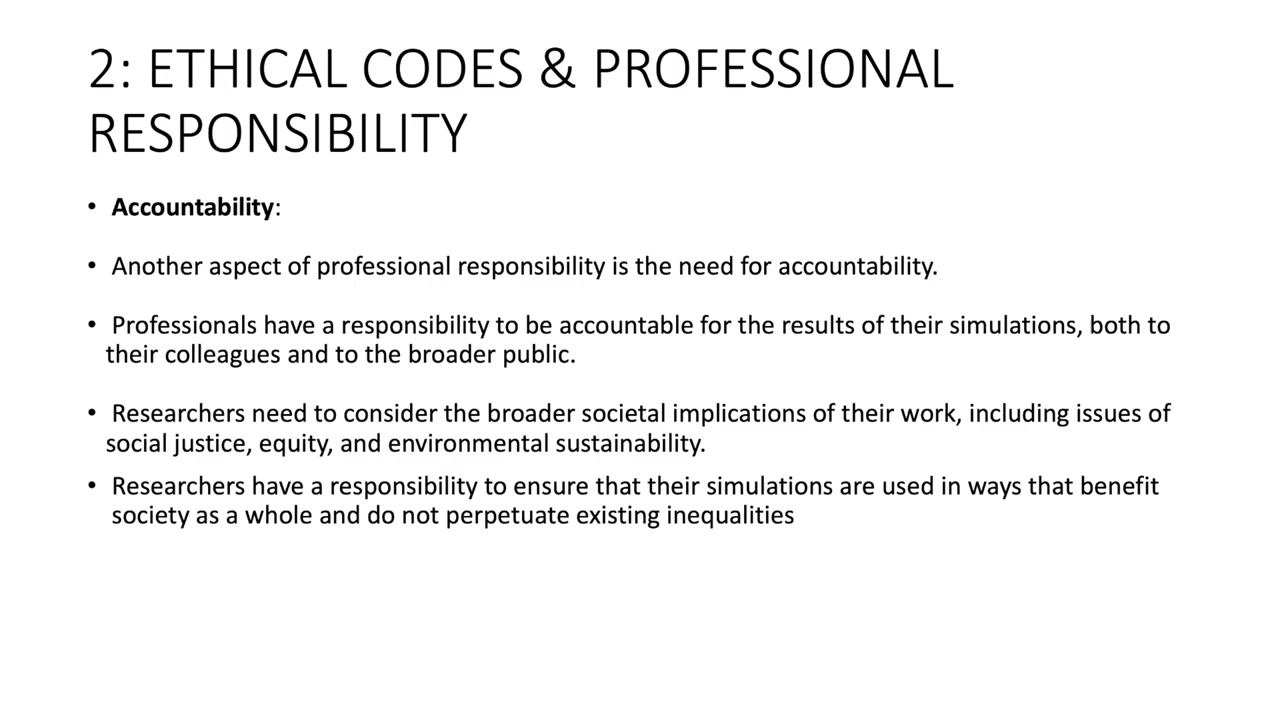 2: ETHICAL CODES & PROFESSIONAL
RESPONSIBILITY
• Accountability:
• Another aspect of professional responsibility is the need for accountability.
• Professionals have a responsibility to be accountable for the results of their simulations, both to
their colleagues and to the broader public.
• Researchers need to consider the broader societal implications of their work, including issues of
social justice, equity, and environmental sustainability.
• Researchers have a responsibility to ensure that their simulations are used in ways that benefit
society as a whole and do not perpetuate existing inequalities